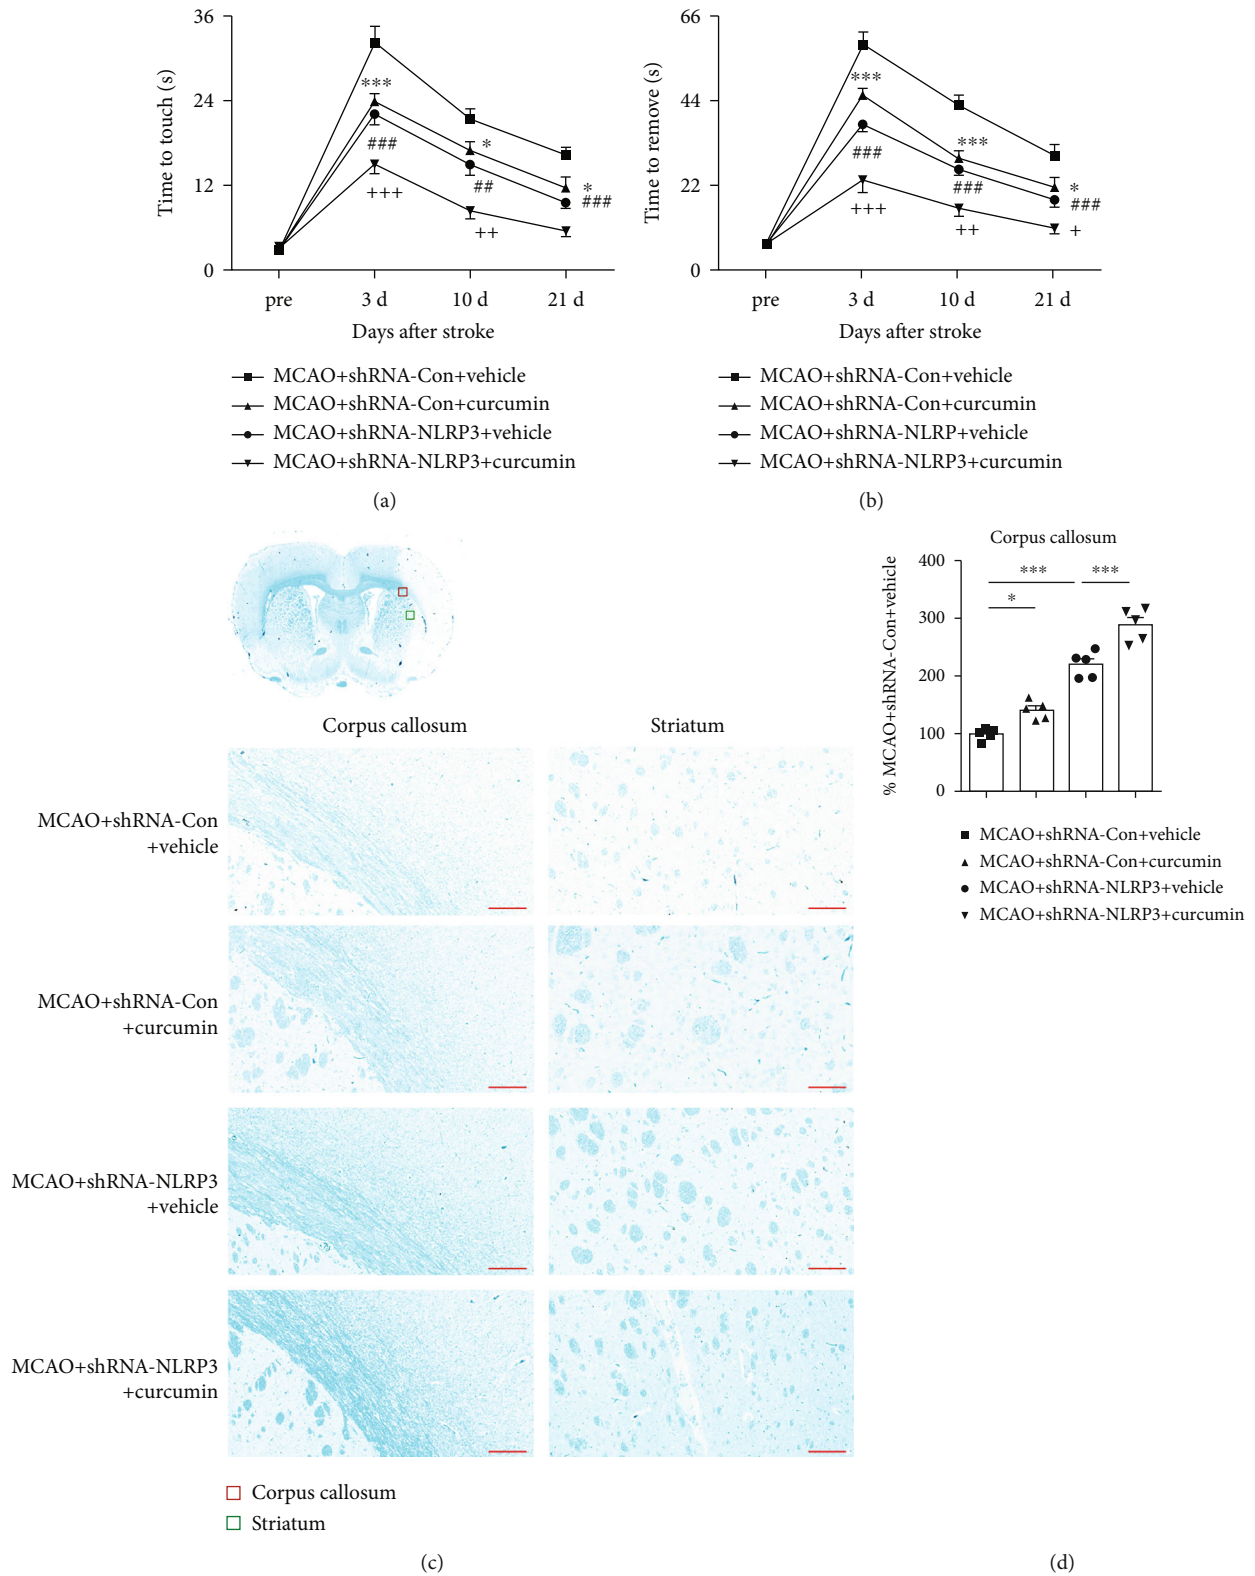 36
24
12
0
Time to touch (s)
***
###
+++
*
##
++
*
###
pre
3 d
10 d
21 d
Days after stroke
MCAO+shRNA-Con+vehicle
MCAO+shRNA-Con+curcumin
MCAO+shRNA-NLRP3+vehicle
MCAO+shRNA-NLRP3+curcumin
(a)
66
44
22
0
Time to remove (s)
***
###
+++
***
###
++
*
###
+
pre
3 d
10 d
21 d
Days after stroke
MCAO+shRNA-Con+vehicle
MCAO+shRNA-Con+curcumin
MCAO+shRNA-NLRP+vehicle
MCAO+shRNA-NLRP3+curcumin
(b)
Corpus callosum
Striatum
MCAO+shRNA-Con
+vehicle
MCAO+shRNA-Con
+curcumin
MCAO+shRNA-NLRP3
+vehicle
MCAO+shRNA-NLRP3
+curcumin
Corpus callosum
Striatum
(c)
Corpus callosum
400
300
200
100
0
% MCAO+shRNA-Con+vehicle
***
***
*
MCAO+shRNA-Con+vehicle
MCAO+shRNA-Con+curcumin
MCAO+shRNA-NLRP3+vehicle
MCAO+shRNA-NLRP3+curcumin
(d)